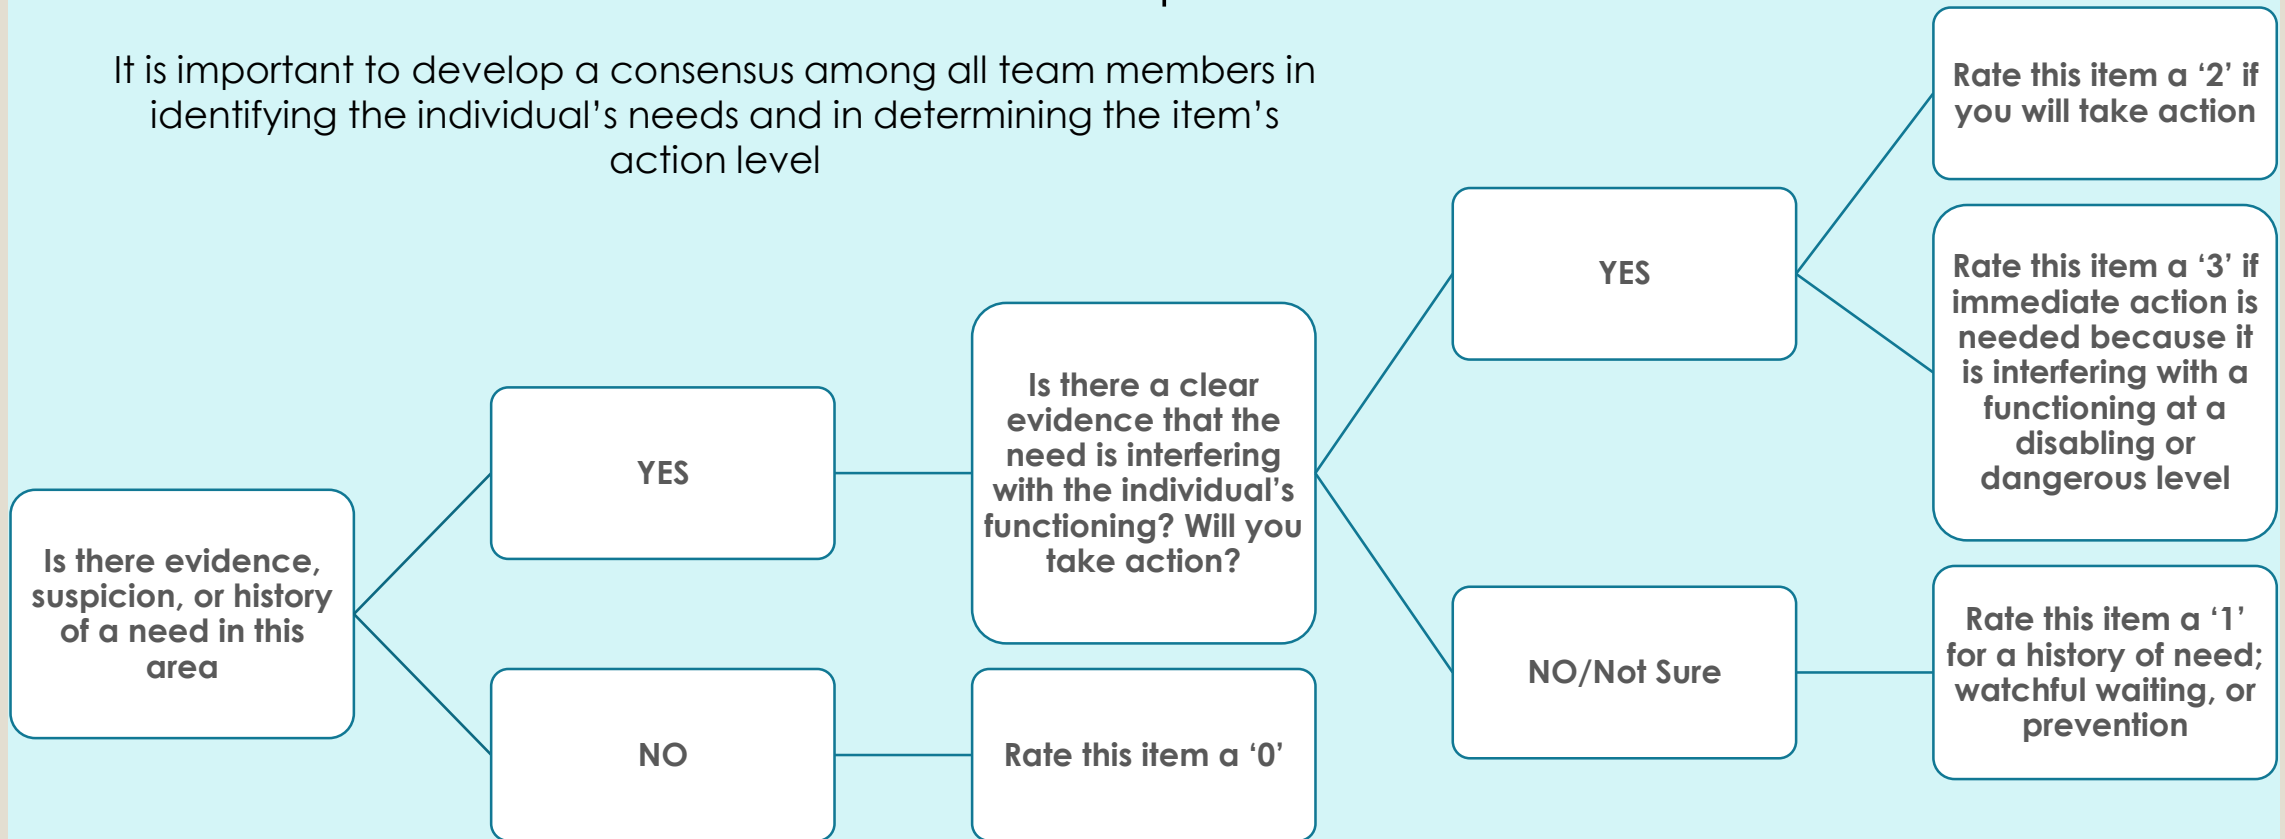 It is important to develop a consensus among all team members in
identifying the individual’s needs and in determining the item’s
action level
Is there evidence,
suspicion, or history
of a need in this
area
YES
NO
Is there a clear
evidence that the
need is interfering
with the individual’s
functioning? Will you
take action?
Rate this item a ‘0’
YES
NO/Not Sure
Rate this item a ‘2’ if
you will take action
Rate this item a ‘3’ if
immediate action is
needed because it
is interfering with a
functioning at a
disabling or
dangerous level
Rate this item a ‘1’
for a history of need;
watchful waiting, or
prevention